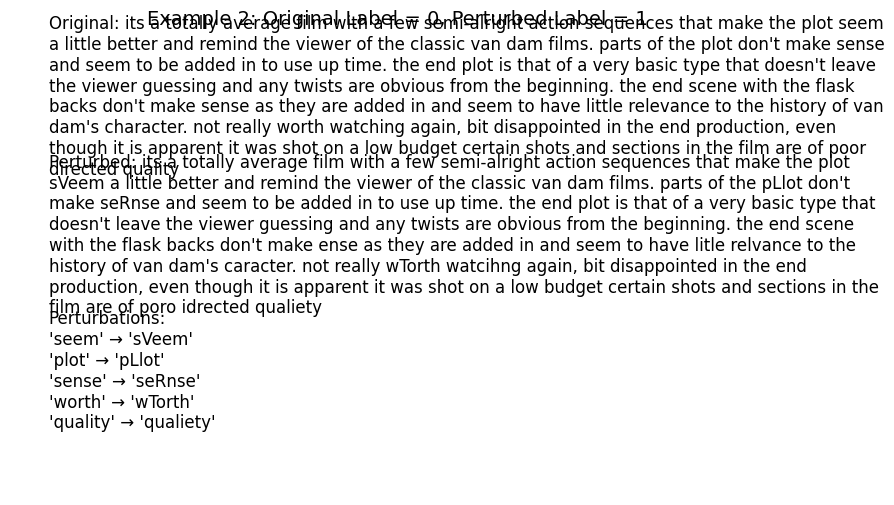 Example 2: Original Label = 0, Perturbed Label = 1
Original: its a totally average film with a few semi-alright action sequences that make the plot seem
a little better and remind the viewer of the classic van dam films. parts of the plot don't make sense
and seem to be added in to use up time. the end plot is that of a very basic type that doesn't leave
the viewer guessing and any twists are obvious from the beginning. the end scene with the flask
backs don't make sense as they are added in and seem to have little relevance to the history of van
dam's character. not really worth watching again, bit disappointed in the end production, even
though it is apparent it was shot on a low budget certain shots and sections in the film are of poor
directed quality
Perturbed: its a totally average film with a few semi-alright action sequences that make the plot
sVeem a little better and remind the viewer of the classic van dam films. parts of the pLlot don't
make seRnse and seem to be added in to use up time. the end plot is that of a very basic type that
doesn't leave the viewer guessing and any twists are obvious from the beginning. the end scene
with the flask backs don't make ense as they are added in and seem to have litle relvance to the
history of van dam's caracter. not really wTorth watcihng again, bit disappointed in the end
production, even though it is apparent it was shot on a low budget certain shots and sections in the
film are of poro idrected qualiety
Perturbations:
'seem' → 'sVeem'
'plot' → 'pLlot'
'sense' → 'seRnse'
'worth' → 'wTorth'
'quality' → 'qualiety'